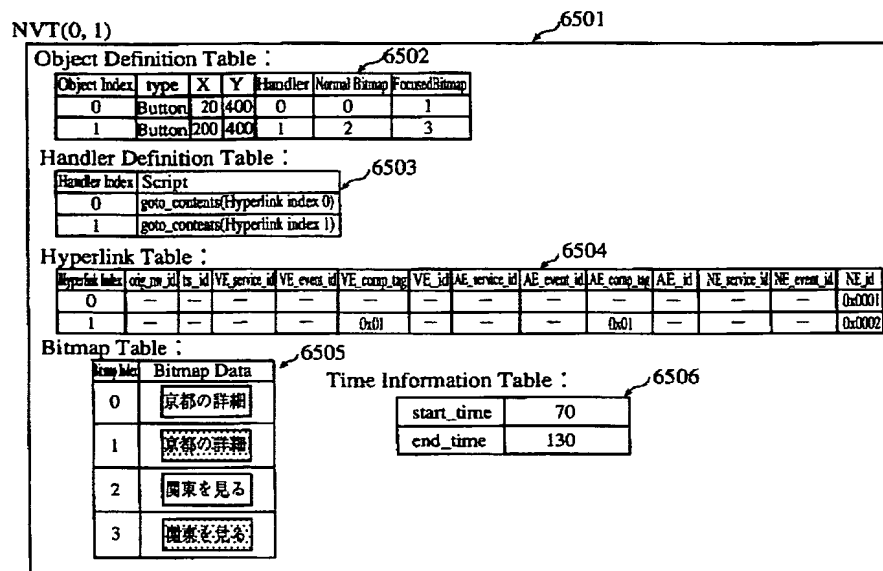 NVT(0, 1)
6501
Object Definition Table :
6502
Object Index type X Y Handler Normal Bitmap FocusedBitmap
0 Button 20 400 0 0 1
1 Button 200 400 1 2 3
Handler Definition Table :
6503
Handler Index Script
0 goto_contents(Hyperlink index 0)
1 goto_contents(Hyperlink index 1)
Hyperlink Table :
6504
Hyperlink Index orig_nw_id ts_id VE_service_id VE_event_id VE_comp_tag VE_id AE_service_id AE_event_id AE_comp_tag AE_id NE_service_id NE_event_id NE_id
0 — — — — — — — — — — — — 0x0001
1 — — — — 0x01 — — — 0x01 — — — 0x0002
Bitmap Table :
6505
Bitmap Index Bitmap Data
0 京都の詳細
1 京都の詳細
2 関東を見る
3 関東を見る
Time Information Table :
6506
start_time 70
end_time 130